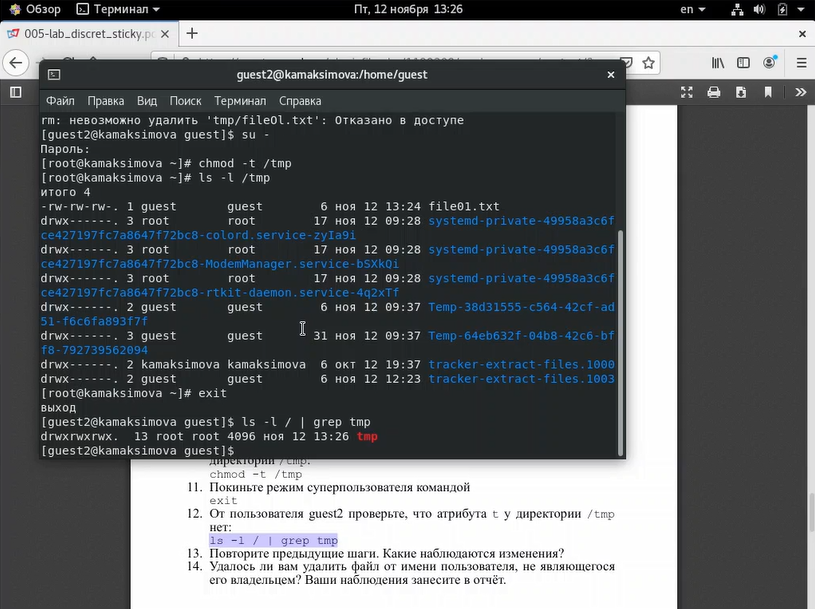 Обзор Терминал Пт, 12 ноября 13:26 en
005-lab_discret_sticky.p
guest2@kamaksimova:/home/guest
Файл Правка Вид Поиск Терминал Справка
rm: невозможно удалить 'tmp/fileOl.txt': Отказано в доступе
[guest2@kamaksimova guest]$ su -
Пароль:
[root@kamaksimova ~]# chmod -t /tmp
[root@kamaksimova ~]# ls -l /tmp
итого 4
-rw-rw-rw-. 1 guest guest 6 ноя 12 13:24 file01.txt
drwx------. 3 root root 17 ноя 12 09:28 systemd-private-49958a3c6f
ce427197fc7a8647f72bc8-colord.service-zyIa9i
drwx------. 3 root root 17 ноя 12 09:28 systemd-private-49958a3c6f
ce427197fc7a8647f72bc8-ModemManager.service-bSXkQi
drwx------. 3 root root 17 ноя 12 09:28 systemd-private-49958a3c6f
ce427197fc7a8647f72bc8-rtkit-daemon.service-4q2xTf
drwx------. 2 guest guest 6 ноя 12 09:37 Temp-38d31555-c564-42cf-ad
51-f6c6fa893f7f
drwx------. 3 guest guest 31 ноя 12 09:37 Temp-64eb632f-04b8-42c6-bf
f8-792739562094
drwx------. 2 kamaksimova kamaksimova 6 окт 12 19:37 tracker-extract-files.1000
drwx------. 2 guest guest 6 ноя 12 12:23 tracker-extract-files.1003
[root@kamaksimova ~]# exit
выход
[guest2@kamaksimova guest]$ ls -l / | grep tmp
drwxrwxrwx. 13 root root 4096 ноя 12 13:26 tmp
[guest2@kamaksimova guest]$
директории /tmp:
chmod -t /tmp
11. Покиньте режим суперпользователя командой
exit
12. От пользователя guest2 проверьте, что атрибута t у директории /tmp
нет:
ls -l / | grep tmp
13. Повторите предыдущие шаги. Какие наблюдаются изменения?
14. Удалось ли вам удалить файл от имени пользователя, не являющегося
его владельцем? Ваши наблюдения занесите в отчёт.